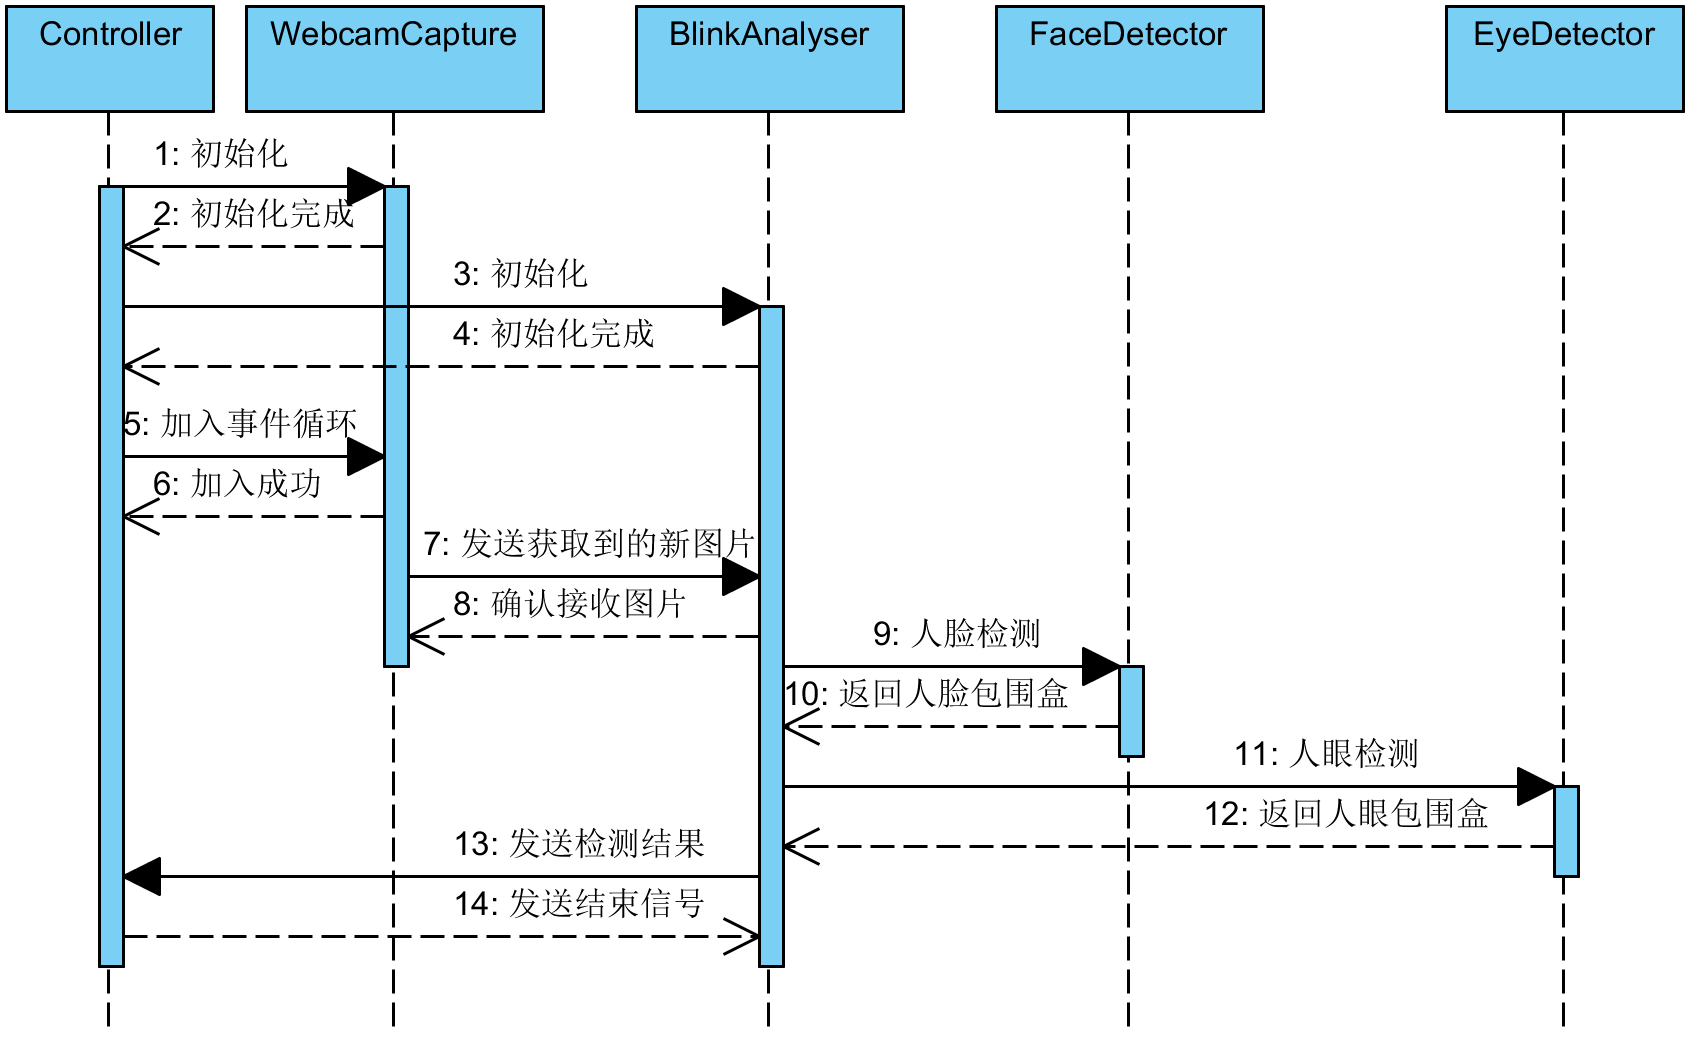 Controller
WebcamCapture
BlinkAnalyser
FaceDetector
EyeDetector
1: 初始化
2: 初始化完成
3: 初始化
4: 初始化完成
5: 加入事件循环
6: 加入成功
7: 发送获取到的新图片
8: 确认接收图片
9: 人脸检测
10: 返回人脸包围盒
11: 人眼检测
12: 返回人眼包围盒
13: 发送检测结果
14: 发送结束信号